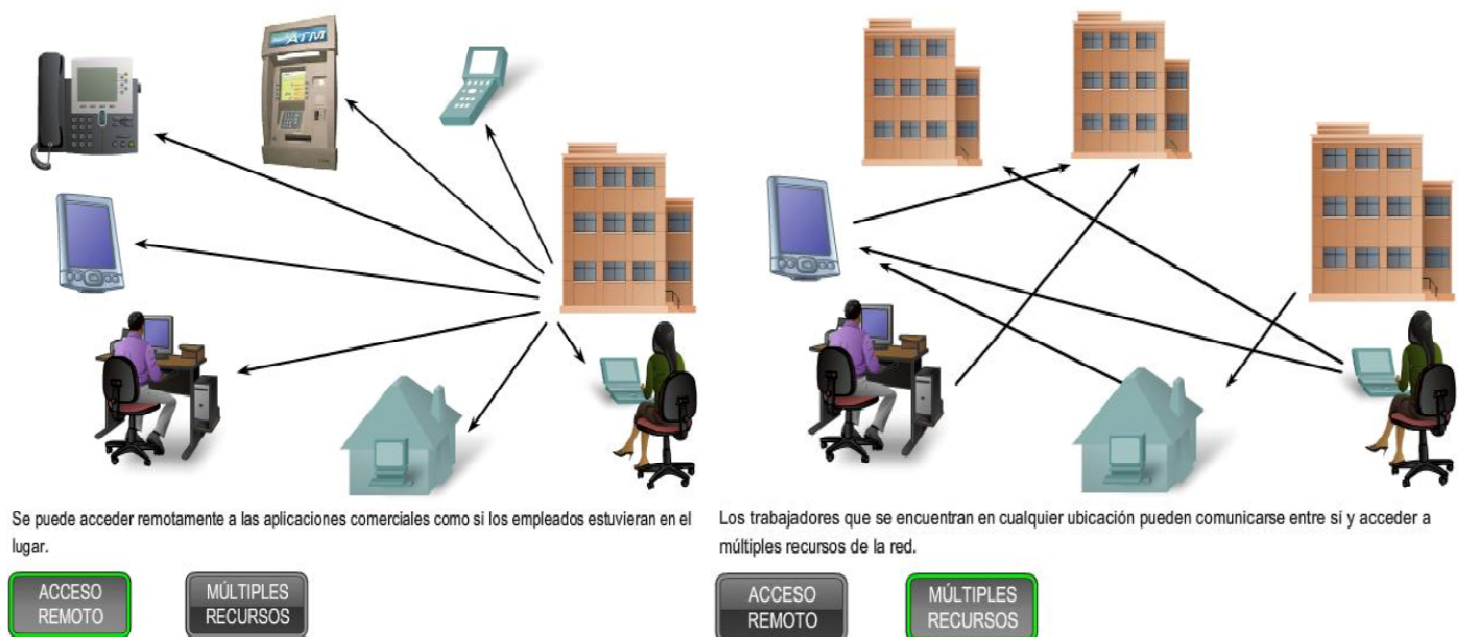 ATM
Se puede acceder remotamente a las aplicaciones comerciales como si los empleados estuvieran en el
lugar.
ACCESO
REMOTO
MÚLTIPLES
RECURSOS
Los trabajadores que se encuentran en cualquier ubicación pueden comunicarse entre sí y acceder a
múltiples recursos de la red.
ACCESO
REMOTO
MÚLTIPLES
RECURSOS